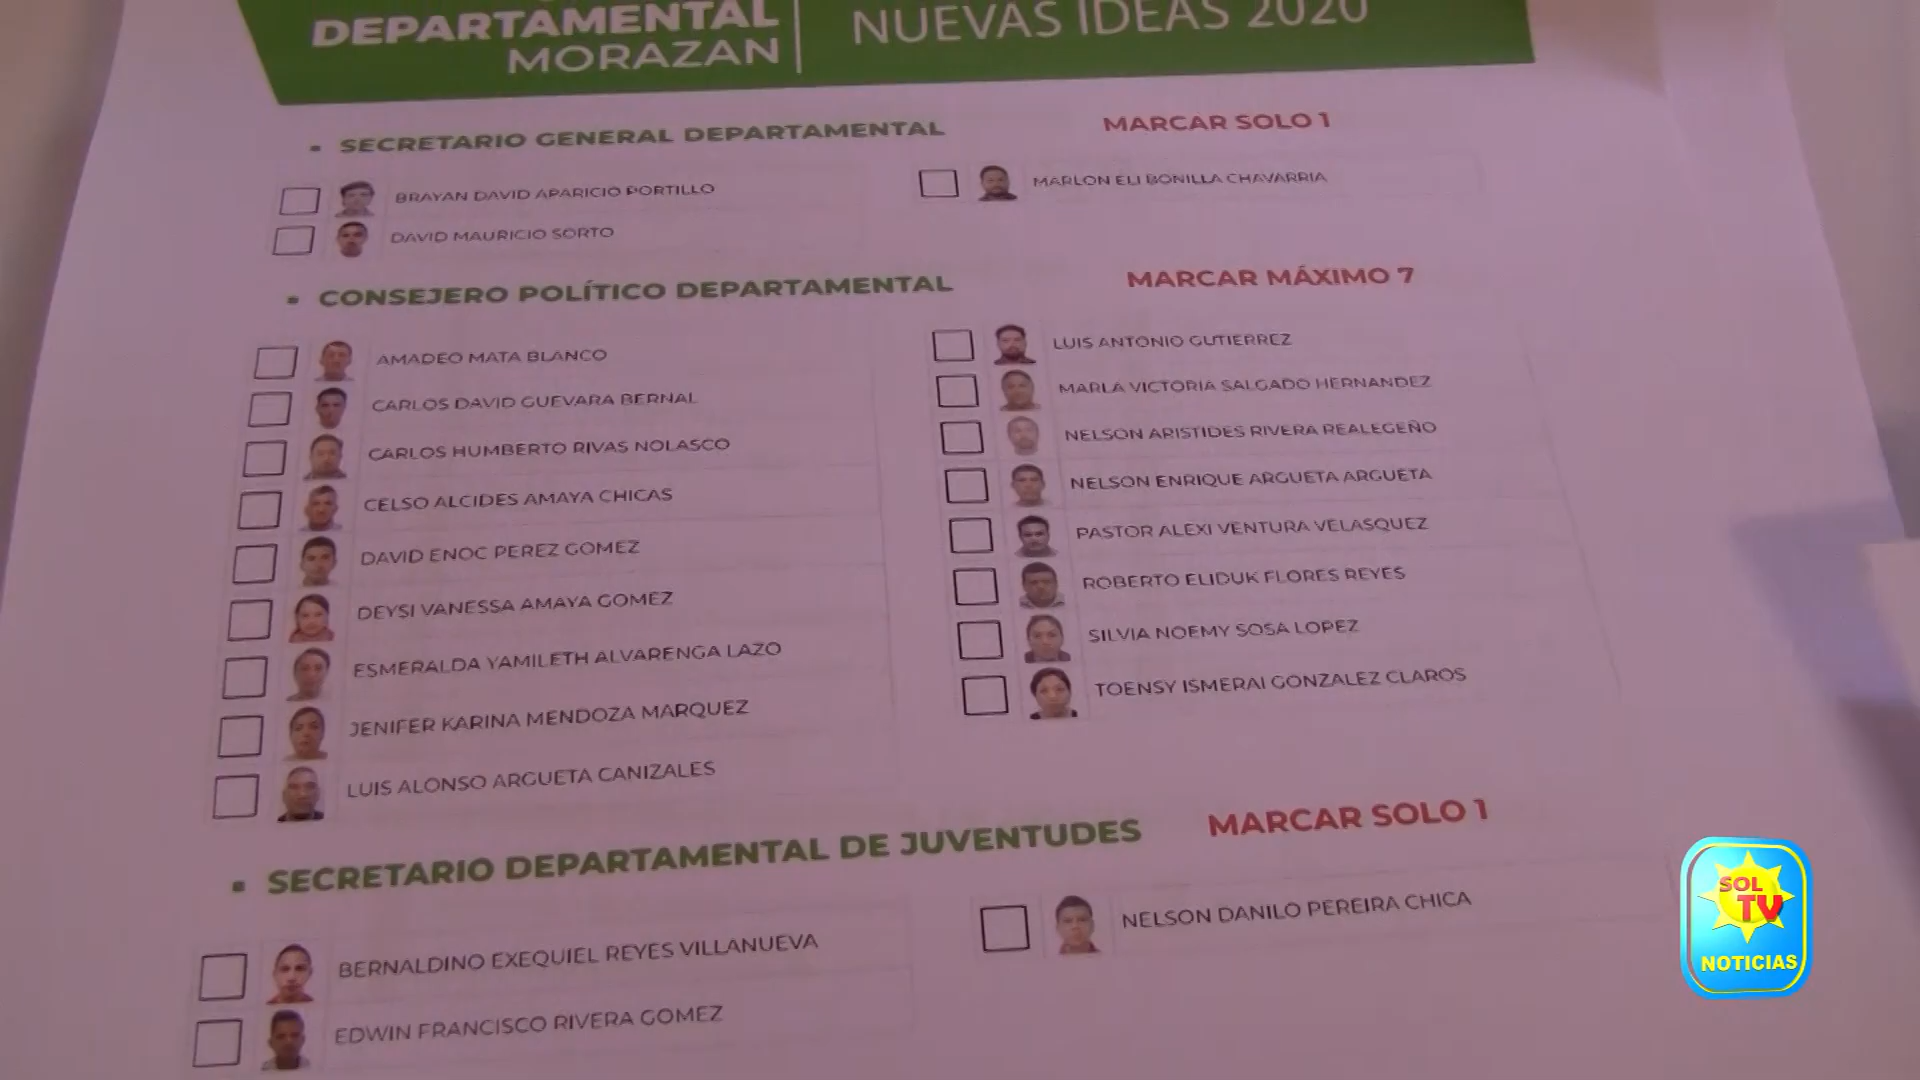 DEPARTAMENTAL
MORAZAN
NUEVAS IDEAS 2020
SECRETARIO GENERAL DEPARTAMENTAL
MARCAR SOLO 1
BRAYAN DAVID APARICIO PORTILLO
DAVID MAURICIO SORTO
MARLON ELI BONILLA CHAVARRIA
CONSEJERO POLÍTICO DEPARTAMENTAL
MARCAR MÁXIMO 7
AMADEO MATA BLANCO
CARLOS DAVID GUEVARA BERNAL
CARLOS HUMBERTO RIVAS NOLASCO
CELSO ALCIDES AMAYA CHICAS
DAVID ENOC PEREZ GOMEZ
DEYSI VANESSA AMAYA GOMEZ
ESMERALDA YAMILETH ALVARENGA LAZO
JENIFER KARINA MENDOZA MARQUEZ
LUIS ALONSO ARGUETA CANIZALES
LUIS ANTONIO GUTIERREZ
MARLA VICTORIA SALGADO HERNANDEZ
NELSON ARISTIDES RIVERA REALEGEÑO
NELSON ENRIQUE ARGUETA ARGUETA
PASTOR ALEXI VENTURA VELASQUEZ
ROBERTO ELIDUK FLORES REYES
SILVIA NOEMY SOSA LOPEZ
TOENSY ISMERAI GONZALEZ CLAROS
SECRETARIO DEPARTAMENTAL DE JUVENTUDES
MARCAR SOLO 1
BERNALDINO EXEQUIEL REYES VILLANUEVA
EDWIN FRANCISCO RIVERA GOMEZ
NELSON DANILO PEREIRA CHICA
SOL
TV
NOTICIAS